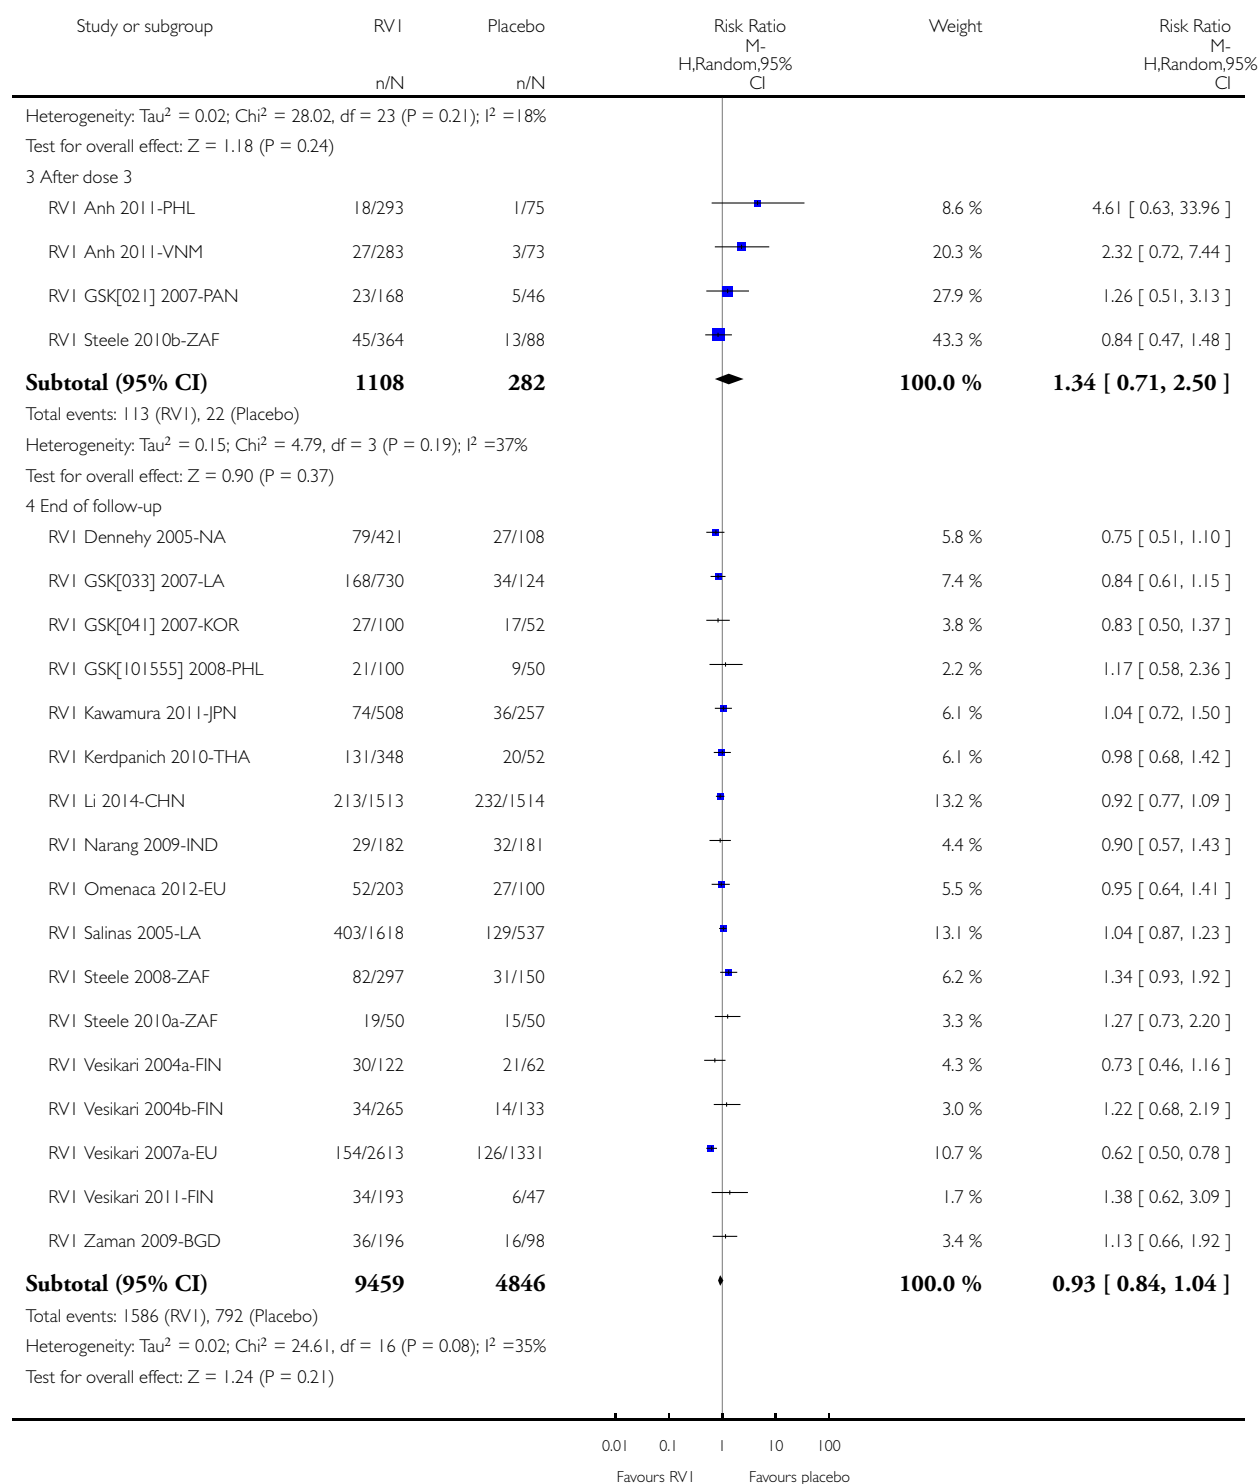 Study or subgroup RV1 Placebo Risk Ratio Weight Risk Ratio
M- M-
H,Random,95% H,Random,95%
n/N n/N CI CI
Heterogeneity: Tau² = 0.02; Chi² = 28.02, df = 23 (P = 0.21); I² =18%
Test for overall effect: Z = 1.18 (P = 0.24)
3 After dose 3
RV1 Anh 2011-PHL 18/293 1/75 8.6 % 4.61 [ 0.63, 33.96 ]
RV1 Anh 2011-VNM 27/283 3/73 20.3 % 2.32 [ 0.72, 7.44 ]
RV1 GSK[021] 2007-PAN 23/168 5/46 27.9 % 1.26 [ 0.51, 3.13 ]
RV1 Steele 2010b-ZAF 45/364 13/88 43.3 % 0.84 [ 0.47, 1.48 ]
Subtotal (95% CI) 1108 282 100.0 % 1.34 [ 0.71, 2.50 ]
Total events: 113 (RV1), 22 (Placebo)
Heterogeneity: Tau² = 0.15; Chi² = 4.79, df = 3 (P = 0.19); I² =37%
Test for overall effect: Z = 0.90 (P = 0.37)
4 End of follow-up
RV1 Dennehy 2005-NA 79/421 27/108 5.8 % 0.75 [ 0.51, 1.10 ]
RV1 GSK[033] 2007-LA 168/730 34/124 7.4 % 0.84 [ 0.61, 1.15 ]
RV1 GSK[041] 2007-KOR 27/100 17/52 3.8 % 0.83 [ 0.50, 1.37 ]
RV1 GSK[101555] 2008-PHL 21/100 9/50 2.2 % 1.17 [ 0.58, 2.36 ]
RV1 Kawamura 2011-JPN 74/508 36/257 6.1 % 1.04 [ 0.72, 1.50 ]
RV1 Kerdpanich 2010-THA 131/348 20/52 6.1 % 0.98 [ 0.68, 1.42 ]
RV1 Li 2014-CHN 213/1513 232/1514 13.2 % 0.92 [ 0.77, 1.09 ]
RV1 Narang 2009-IND 29/182 32/181 4.4 % 0.90 [ 0.57, 1.43 ]
RV1 Omenaca 2012-EU 52/203 27/100 5.5 % 0.95 [ 0.64, 1.41 ]
RV1 Salinas 2005-LA 403/1618 129/537 13.1 % 1.04 [ 0.87, 1.23 ]
RV1 Steele 2008-ZAF 82/297 31/150 6.2 % 1.34 [ 0.93, 1.92 ]
RV1 Steele 2010a-ZAF 19/50 15/50 3.3 % 1.27 [ 0.73, 2.20 ]
RV1 Vesikari 2004a-FIN 30/122 21/62 4.3 % 0.73 [ 0.46, 1.16 ]
RV1 Vesikari 2004b-FIN 34/265 14/133 3.0 % 1.22 [ 0.68, 2.19 ]
RV1 Vesikari 2007a-EU 154/2613 126/1331 10.7 % 0.62 [ 0.50, 0.78 ]
RV1 Vesikari 2011-FIN 34/193 6/47 1.7 % 1.38 [ 0.62, 3.09 ]
RV1 Zaman 2009-BGD 36/196 16/98 3.4 % 1.13 [ 0.66, 1.92 ]
Subtotal (95% CI) 9459 4846 100.0 % 0.93 [ 0.84, 1.04 ]
Total events: 1586 (RV1), 792 (Placebo)
Heterogeneity: Tau² = 0.02; Chi² = 24.61, df = 16 (P = 0.08); I² =35%
Test for overall effect: Z = 1.24 (P = 0.21)
0.01 0.1 1 10 100
Favours RV1 Favours placebo